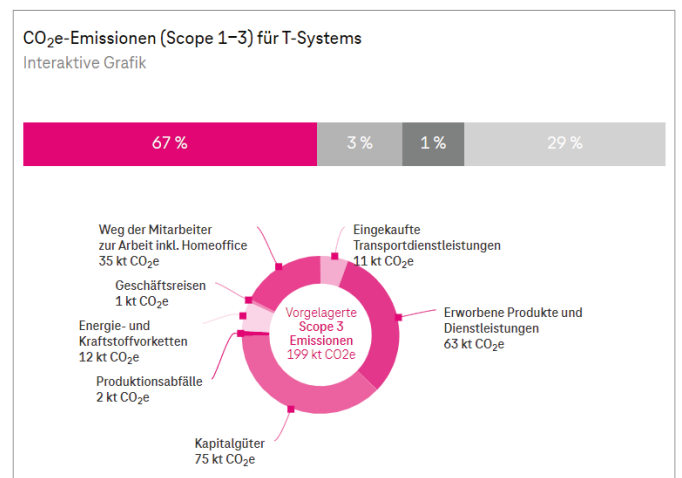 CO₂e-Emissionen (Scope 1–3) für T-Systems
Interaktive Grafik
67 %
3 %
1 %
29 %
Weg der Mitarbeiter
zur Arbeit inkl. Homeoffice
35 kt CO₂e
Eingekaufte
Transportdienstleistungen
11 kt CO₂e
Geschäftsreisen
1 kt CO₂e
Energie- und
Kraftstoffvorketten
12 kt CO₂e
Produktionsabfälle
2 kt CO₂e
Vorgelagerte
Scope 3
Emissionen
199 kt CO2e
Erworbene Produkte und
Dienstleistungen
63 kt CO₂e
Kapitalgüter
75 kt CO₂e